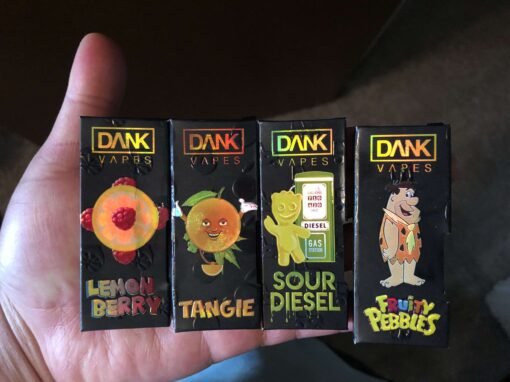 DANK
VAPES
LEMON
BERRY
DANK
VAPES
TANGIE
DANK
VAPES
DIESEL
GAS
STATION
SOUR
DIESEL
DANK
VAPES
FRUITY
PEBBLES